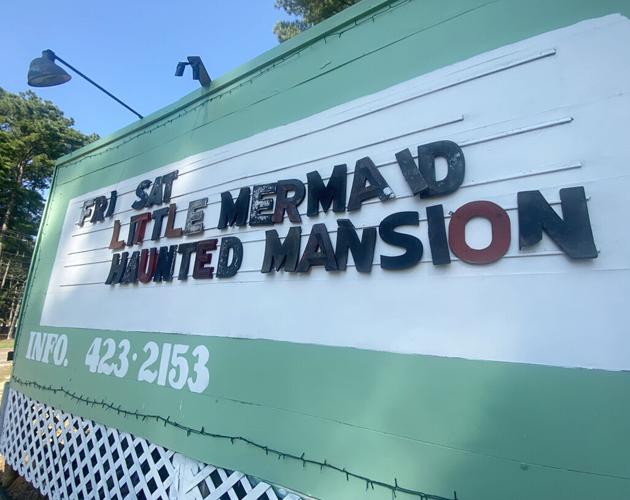 FRI SAT
LITTLE MERMAID
HAUNTED MANSION
INFO. 423·2153